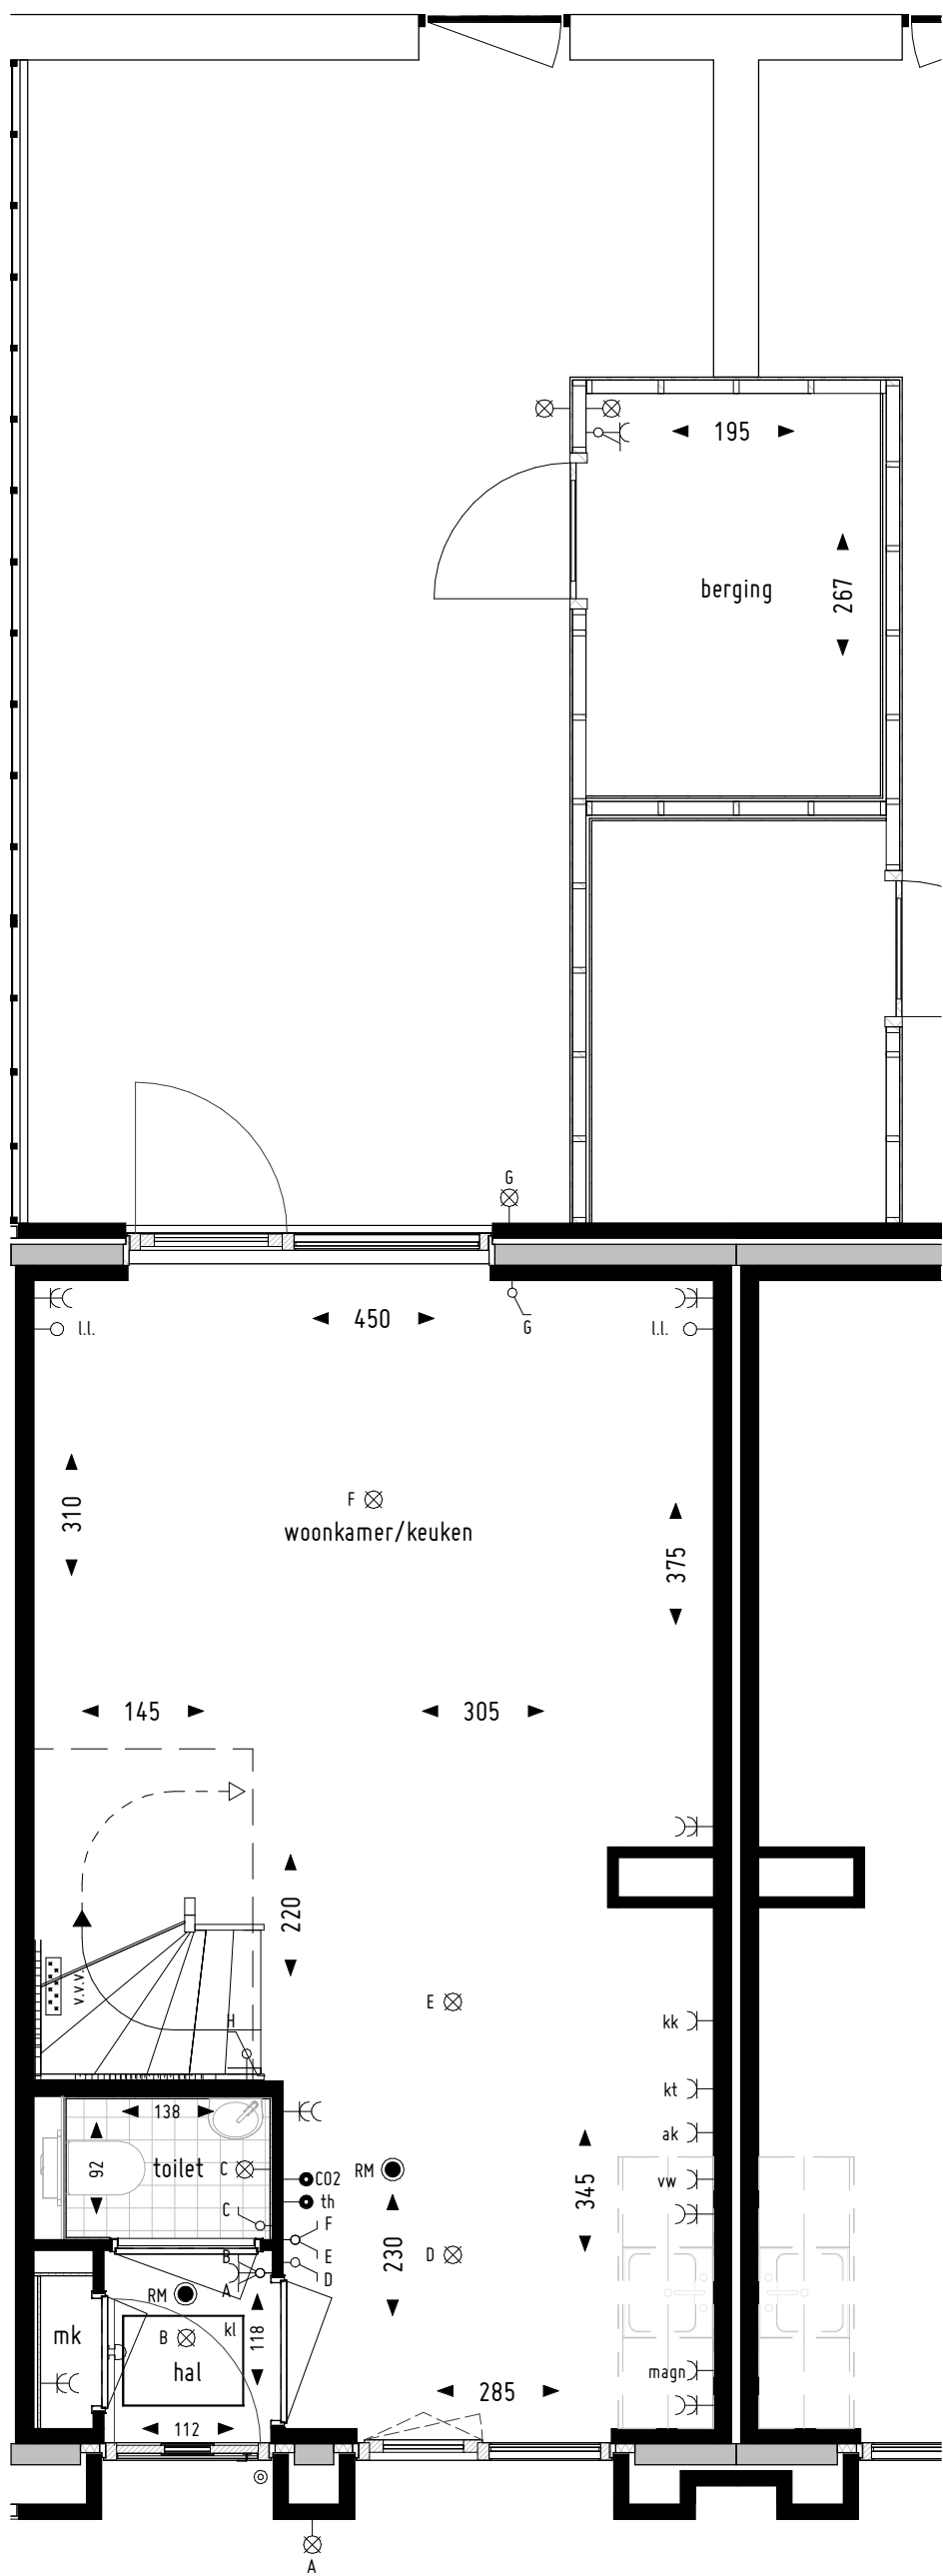 195
berging
267
G
450
G
l.l.
l.l.
310
F
woonkamer/keuken
375
145
305
220
v.v.v.
E
H
kk
kt
138
ak
toilet
92
C
CO2
RM
vw
345
th
C
F
230
B
E
D
D
A
RM
kl
mk
B
118
hal
magn
285
112
A